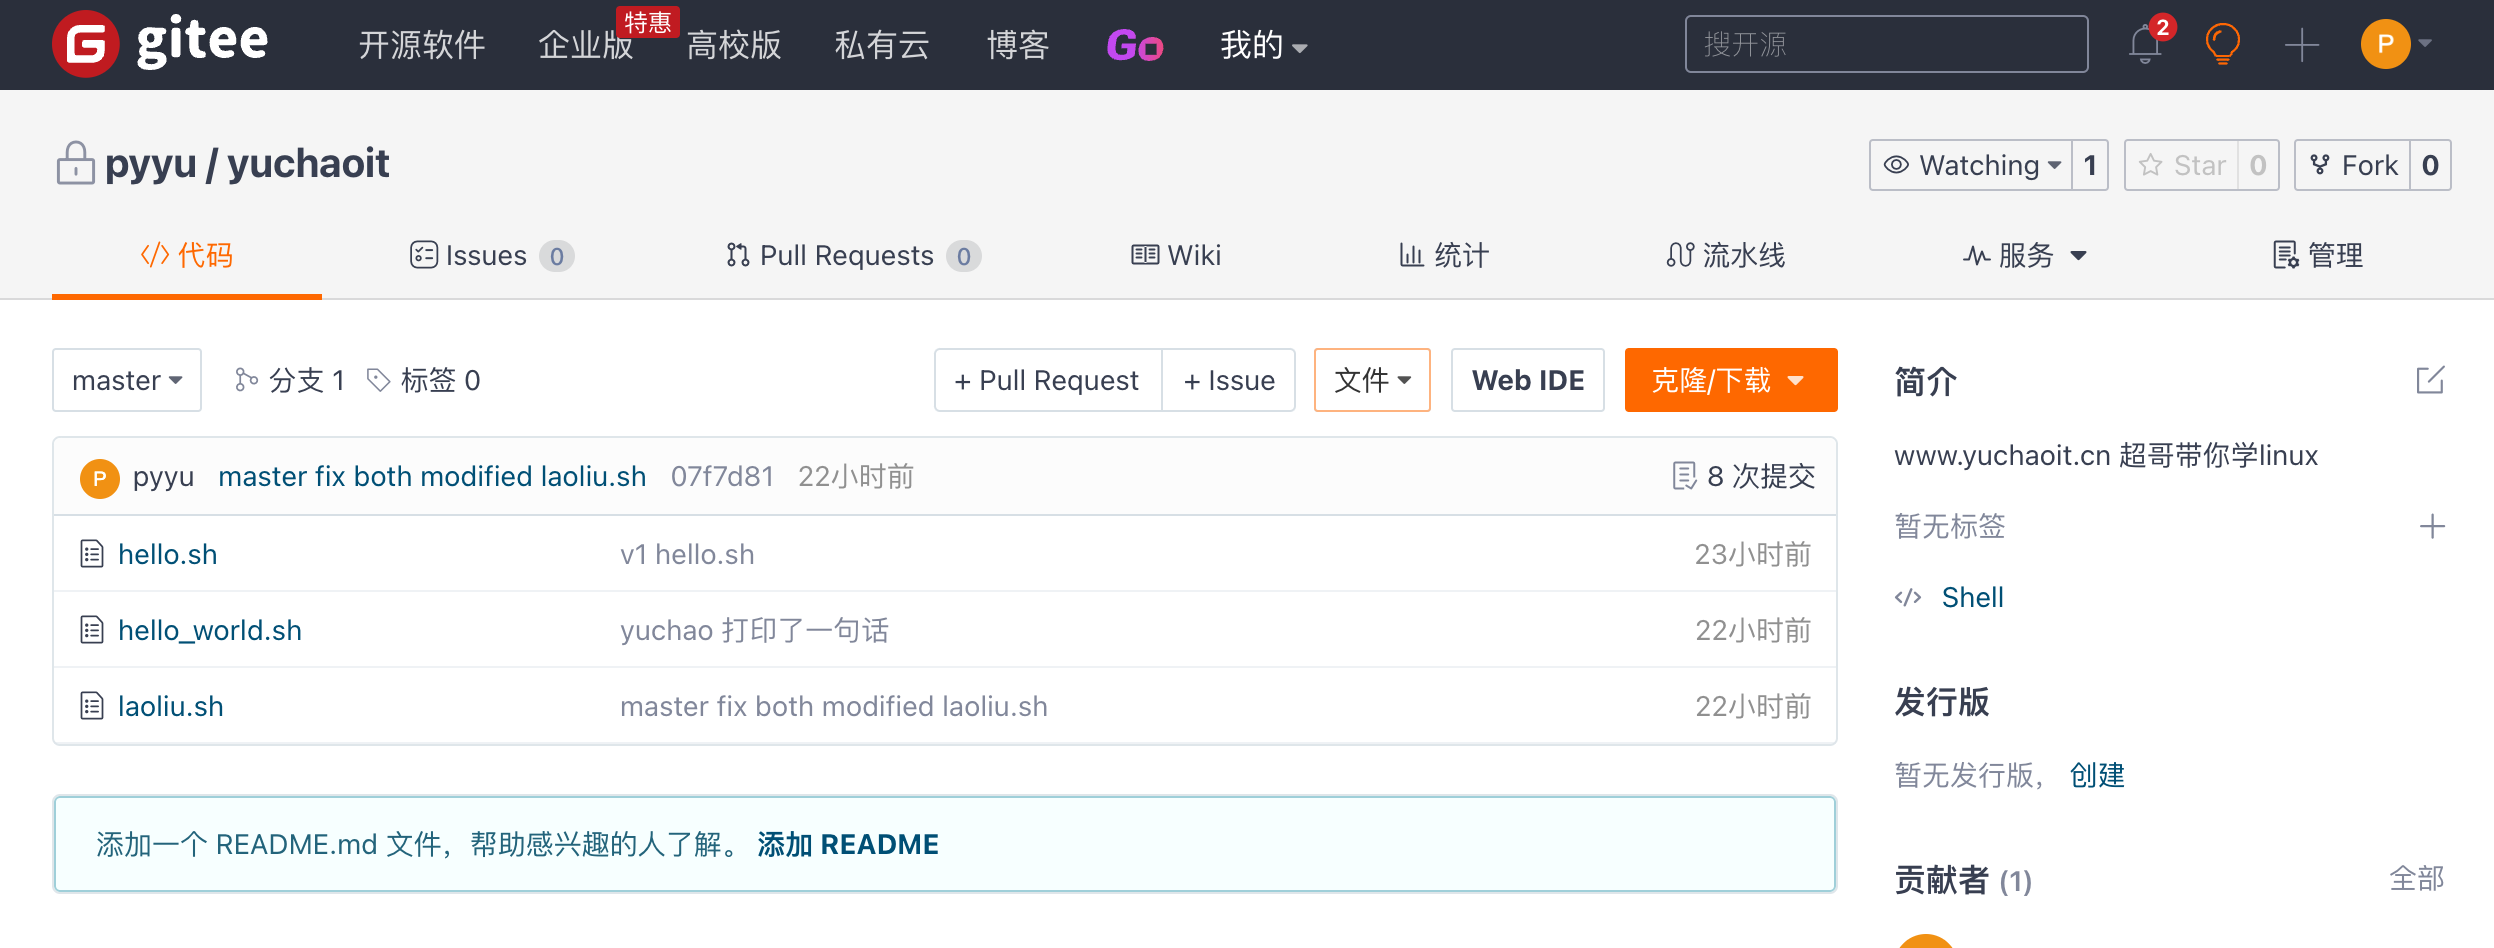 gitee 开源软件 企业版 特惠 高校版 私有云 博客 Go 我的 搜开源 2 P
pyyu / yuchaoit Watching 1 Star 0 Fork 0
代码 Issues 0 Pull Requests 0 Wiki 统计 流水线 服务 管理
master 分支 1 标签 0 + Pull Request + Issue 文件 Web IDE 克隆/下载
P pyyu master fix both modified laoliu.sh 07f7d81 22小时前 8 次提交
hello.sh v1 hello.sh 23小时前
hello_world.sh yuchao 打印了一句话 22小时前
laoliu.sh master fix both modified laoliu.sh 22小时前
添加一个 README.md 文件，帮助感兴趣的人了解。 添加 README
简介
www.yuchaoit.cn 超哥带你学linux
暂无标签
Shell
发行版
暂无发行版， 创建
贡献者 (1) 全部